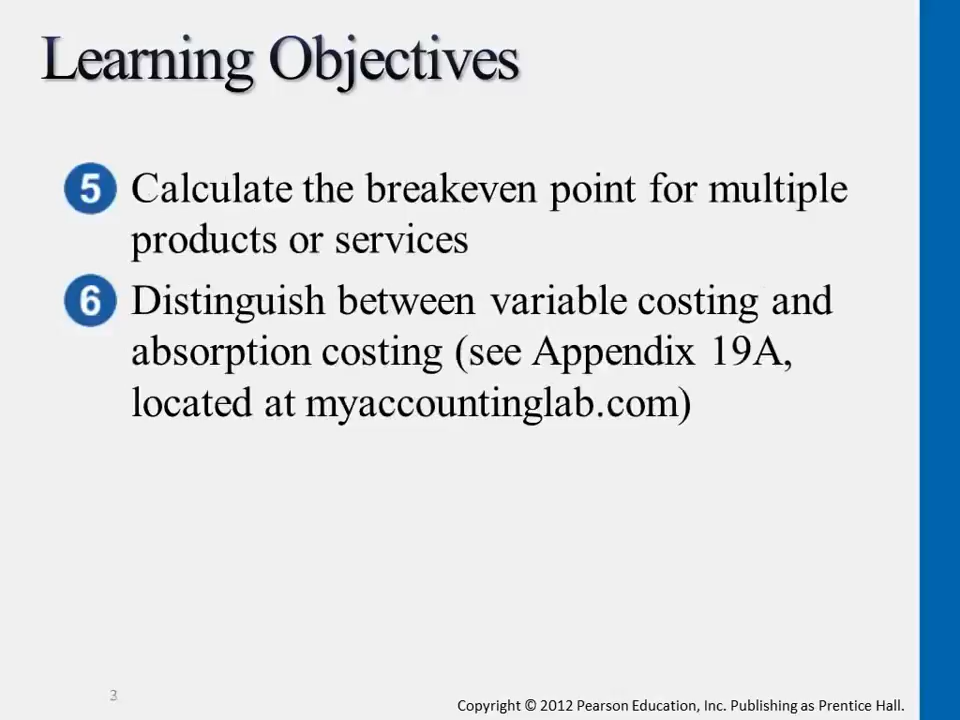 Learning Objectives
5 Calculate the breakeven point for multiple
products or services
6 Distinguish between variable costing and
absorption costing (see Appendix 19A,
located at myaccountinglab.com)
3
Copyright © 2012 Pearson Education, Inc. Publishing as Prentice Hall.